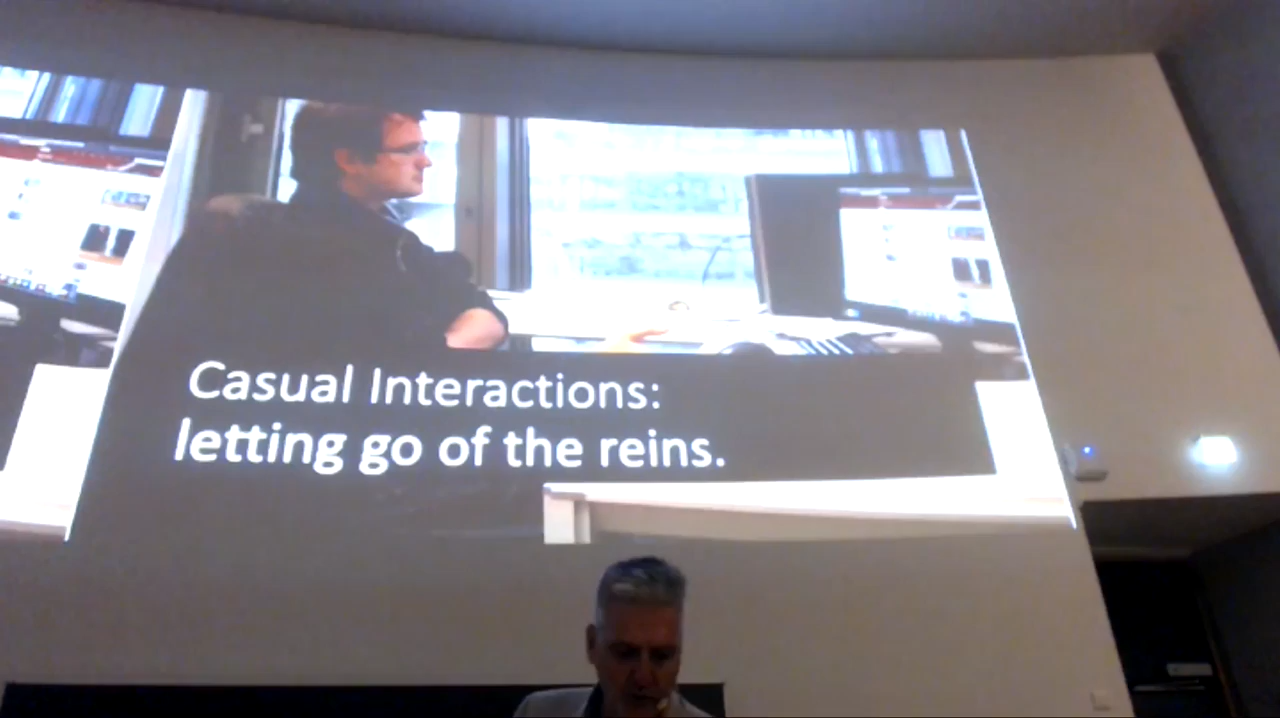 Casual Interactions:
letting go of the reins.